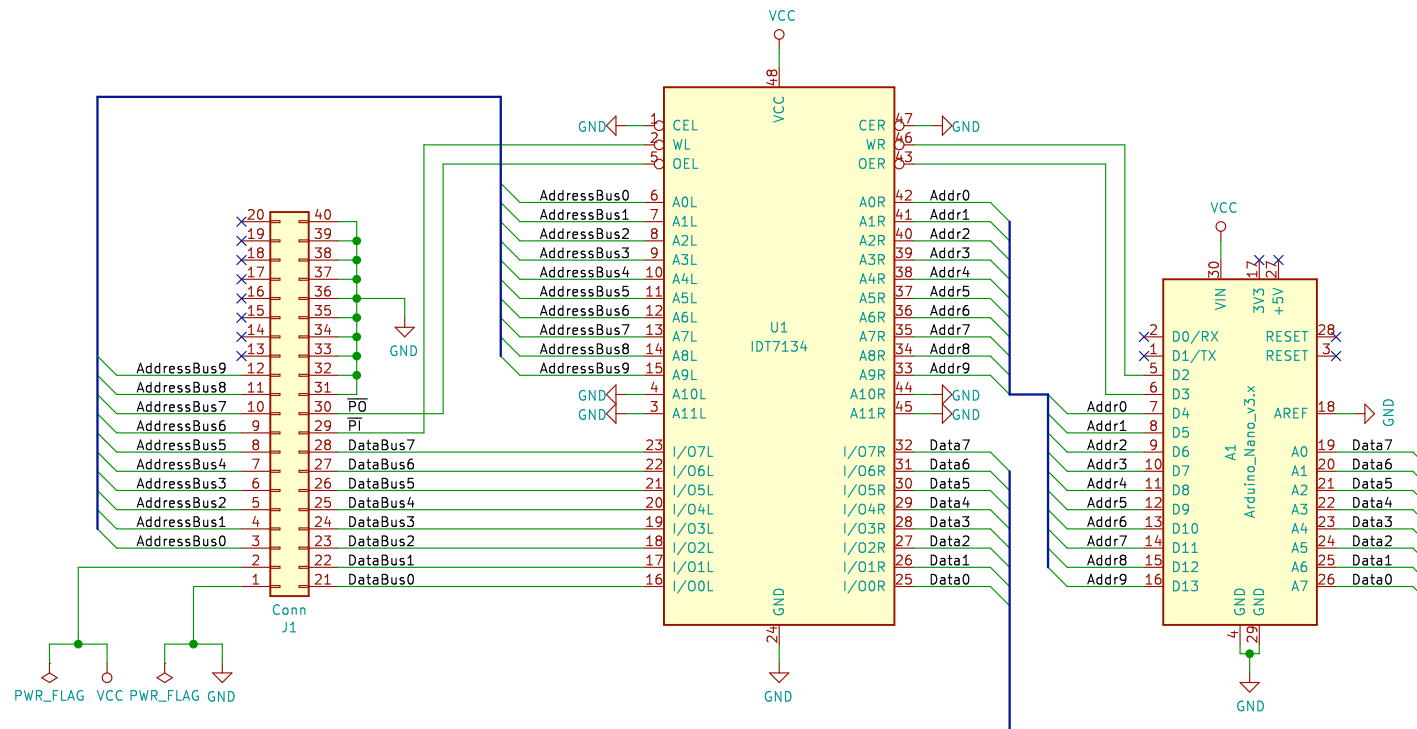 VCC
48
VCC
GND 1 CEL CER 47 GND
2 WL WR 46
5 OEL OER 43
AddressBus0 6 A0L A0R 42 Addr0
AddressBus1 7 A1L A1R 41 Addr1
AddressBus2 8 A2L A2R 40 Addr2
AddressBus3 9 A3L A3R 39 Addr3
AddressBus4 10 A4L A4R 38 Addr4
AddressBus5 11 A5L A5R 37 Addr5
AddressBus6 12 A6L A6R 36 Addr6
AddressBus7 13 A7L A7R 35 Addr7
AddressBus8 14 A8L A8R 34 Addr8
AddressBus9 15 A9L A9R 33 Addr9
GND 4 A10L A10R 44 GND
GND 3 A11L A11R 45 GND
U1
IDT7134
23 I/O7L I/O7R 32 Data7
22 I/O6L I/O6R 31 Data6
21 I/O5L I/O5R 30 Data5
20 I/O4L I/O4R 29 Data4
19 I/O3L I/O3R 28 Data3
18 I/O2L I/O2R 27 Data2
17 I/O1L I/O1R 26 Data1
16 I/O0L I/O0R 25 Data0
GND
24
GND
20 40
19 39
18 38
17 37
16 36
15 35
14 34
13 33
AddressBus9 12 32
AddressBus8 11 31
AddressBus7 10 30 PO
AddressBus6 9 29 PI
AddressBus5 8 28 DataBus7
AddressBus4 7 27 DataBus6
AddressBus3 6 26 DataBus5
AddressBus2 5 25 DataBus4
AddressBus1 4 24 DataBus3
AddressBus0 3 23 DataBus2
2 22 DataBus1
1 21 DataBus0
GND
Conn
J1
PWR_FLAG VCC PWR_FLAG GND
VCC
30 17 27
VIN 3V3 +5V
2 D0/RX RESET 28
1 D1/TX RESET 3
5 D2
6 D3
Addr0 7 D4 AREF 18 GND
Addr1 8 D5
Addr2 9 D6 A0 19 Data7
Addr3 10 D7 A1 20 Data6
Addr4 11 D8 A2 21 Data5
Addr5 12 D9 A3 22 Data4
Addr6 13 D10 A4 23 Data3
Addr7 14 D11 A5 24 Data2
Addr8 15 D12 A6 25 Data1
Addr9 16 D13 A7 26 Data0
A1
Arduino_Nano_v3.x
GND GND
4 29
GND